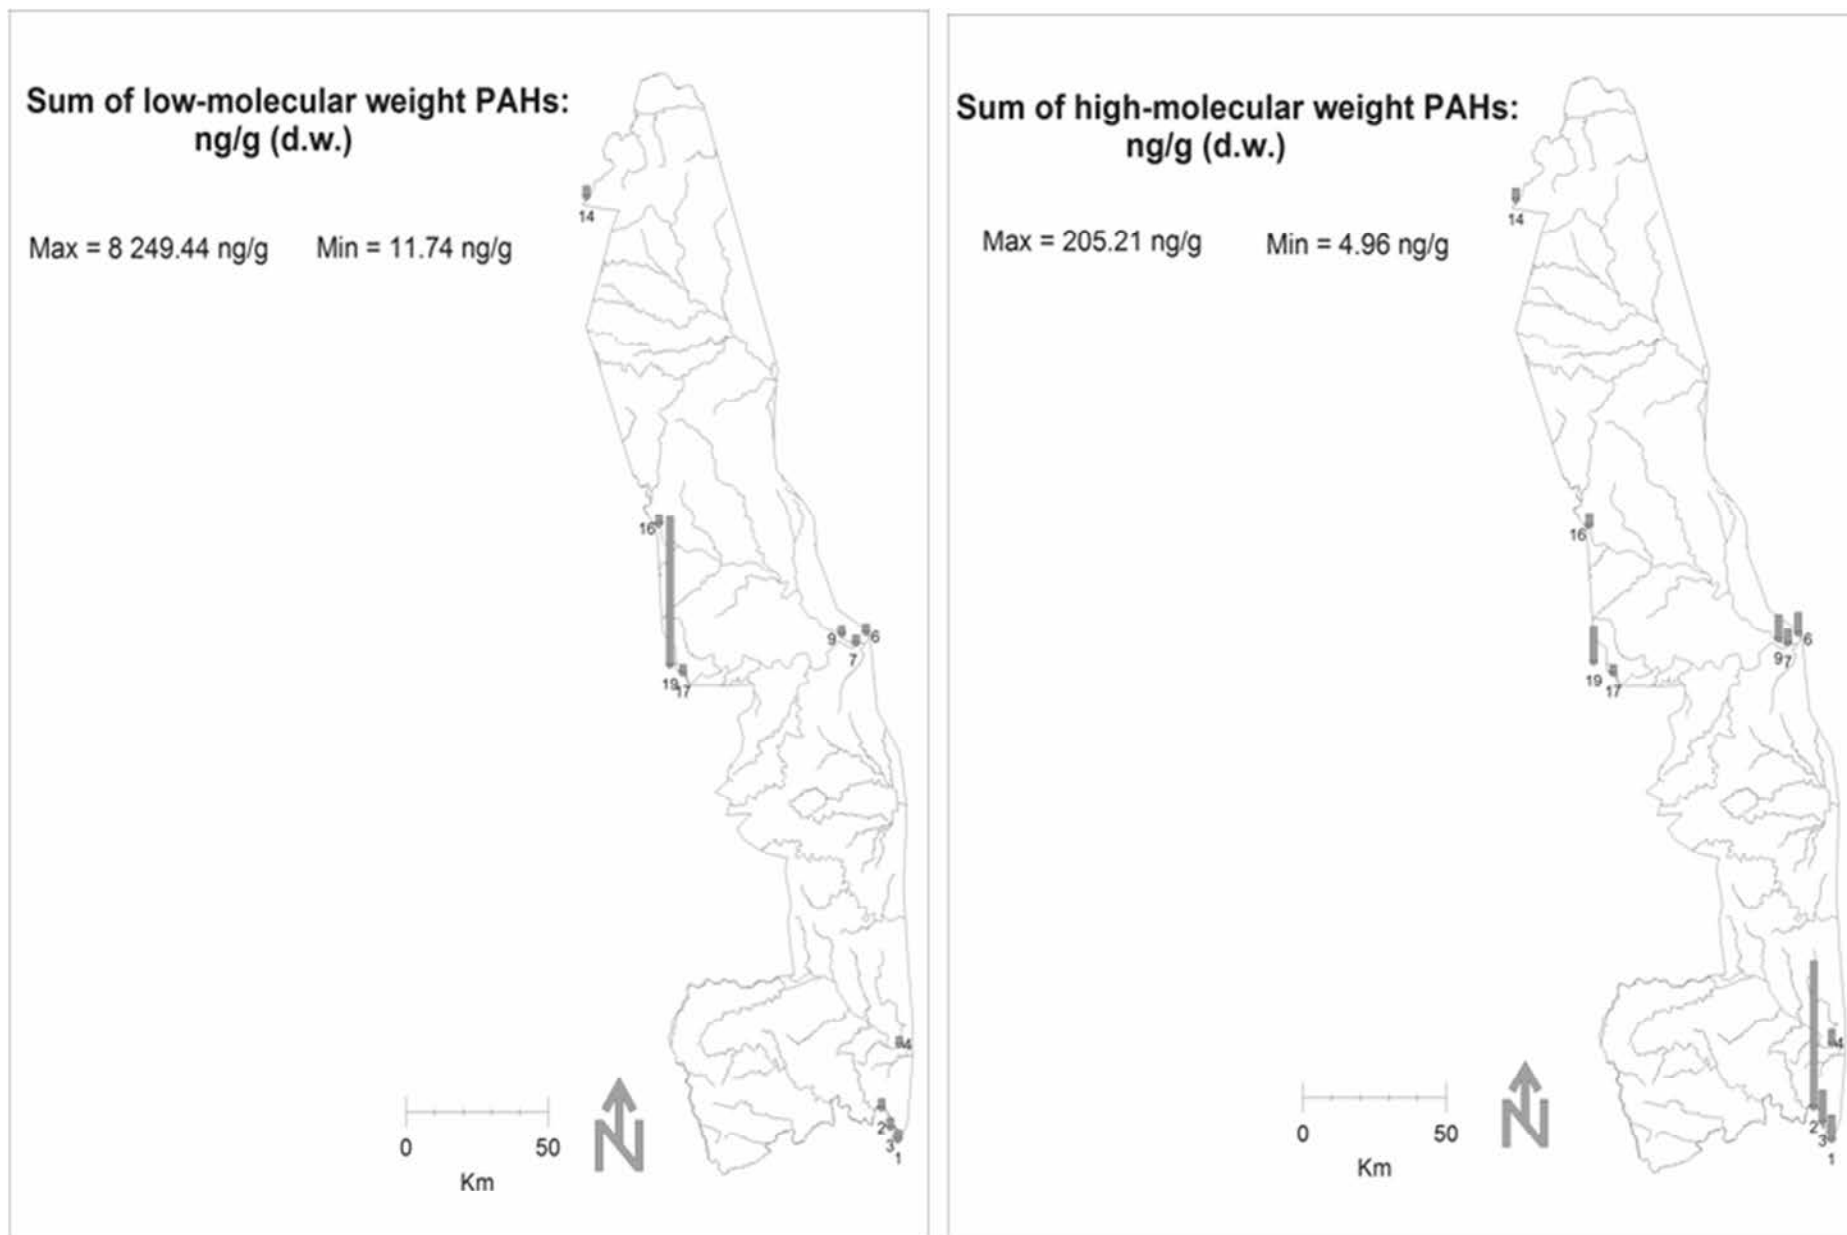 Sum of low-molecular weight PAHs:
ng/g (d.w.)
Max = 8 249.44 ng/g Min = 11.74 ng/g
14
16
9
6
7
19
17
4
2
3
1
0 50
Km
N
Sum of high-molecular weight PAHs:
ng/g (d.w.)
Max = 205.21 ng/g Min = 4.96 ng/g
14
16
6
9
7
19
17
4
2
3
1
0 50
Km
N